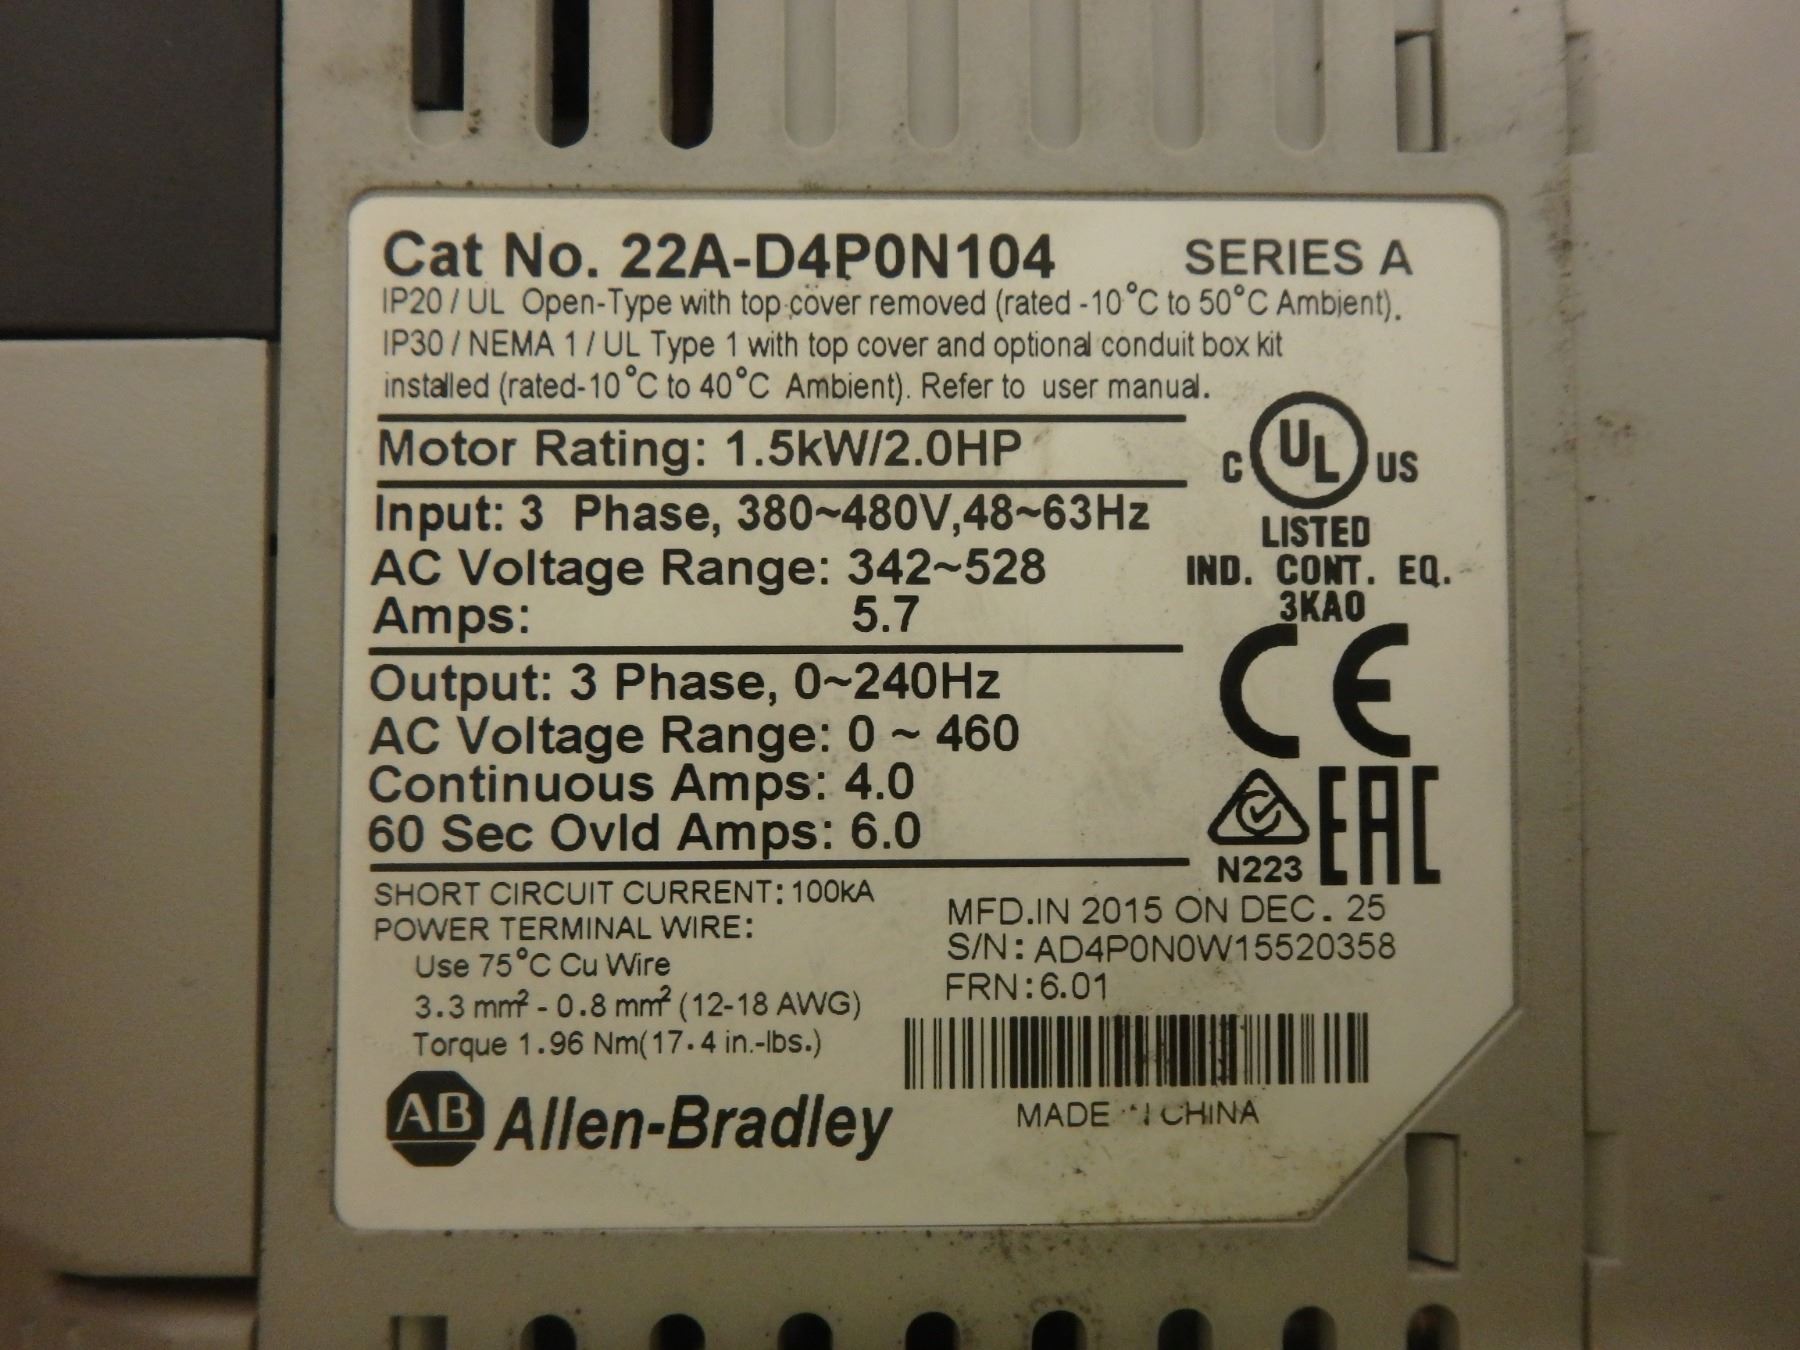 Cat No. 22A-D4P0N104 SERIES A
IP20 / UL Open-Type with top cover removed (rated -10°C to 50°C Ambient).
IP30 / NEMA 1 / UL Type 1 with top cover and optional conduit box kit
installed (rated-10°C to 40°C Ambient). Refer to user manual.
Motor Rating: 1.5kW/2.0HP
C UL US
Input: 3 Phase, 380~480V,48~63Hz
LISTED
AC Voltage Range: 342~528
IND. CONT. EQ.
Amps: 5.7
3KA0
CE
Output: 3 Phase, 0~240Hz
AC Voltage Range: 0 ~ 460
Continuous Amps: 4.0
60 Sec Ovld Amps: 6.0
EAC
N223
SHORT CIRCUIT CURRENT: 100kA
POWER TERMINAL WIRE:
Use 75°C Cu Wire
3.3 mm² - 0.8 mm² (12-18 AWG)
Torque 1.96 Nm(17.4 in.-lbs.)
MFD.IN 2015 ON DEC. 25
S/N: AD4P0N0W15520358
FRN:6.01
AB Allen-Bradley
MADE CHINA